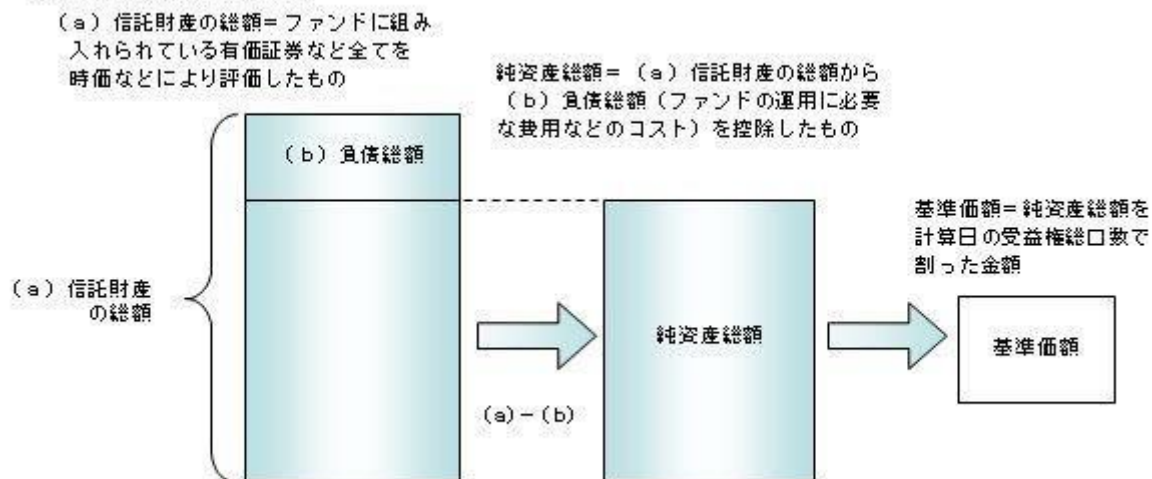 （a）信託財産の総額＝ファンドに組み
入れられている有価証券など全てを
時価などにより評価したもの
純資産総額＝（a）信託財産の総額から
（b）負債総額（ファンドの運用に必要
な費用などのコスト）を控除したもの
（b）負債総額
基準価額＝純資産総額を
計算日の受益権総口数で
割った金額
（a）信託財産
の総額
純資産総額
基準価額
(a)－(b)